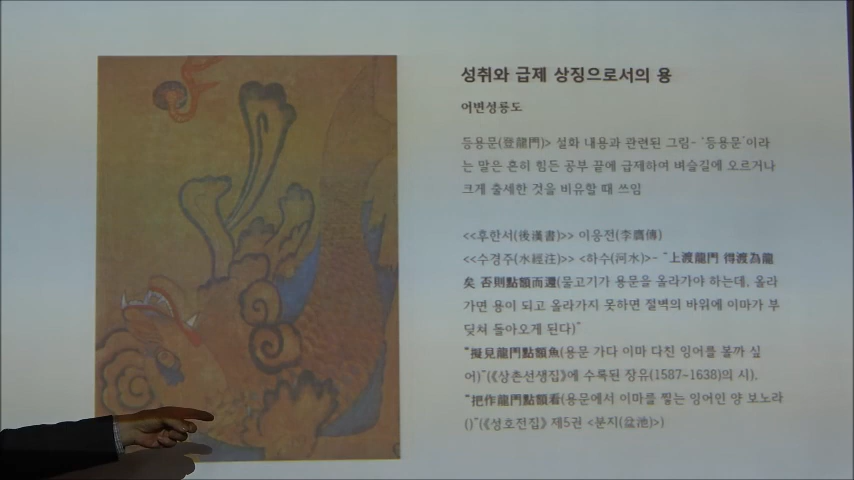 성취와 급제 상징으로서의 용
어변성룡도
등용문(登龍門)> 설화 내용과 관련된 그림- '등용문'이라
는 말은 흔히 힘든 공부 끝에 급제하여 벼슬길에 오르거나
크게 출세한 것을 비유할 때 쓰임
<<후한서(後漢書)>> 이응전(李膺傳)
<<수경주(水經注)>> <하수(河水)>- "上渡龍門 得渡為龍
矣 否則點額而還(물고기가 용문을 올라가야 하는데, 올라
가면 용이 되고 올라가지 못하면 절벽의 바위에 이마가 부
딪쳐 돌아오게 된다)"
"擬見龍門點額魚(용문 가다 이마 다친 잉어를 볼까 싶
어)"(《상촌선생집》에 수록된 장유(1587-1638)의 시).
"把作龍門點額看(용문에서 이마를 찧는 잉어인 양 보노라
()"(《성호전집》 제5권 <분지(盆池)>)